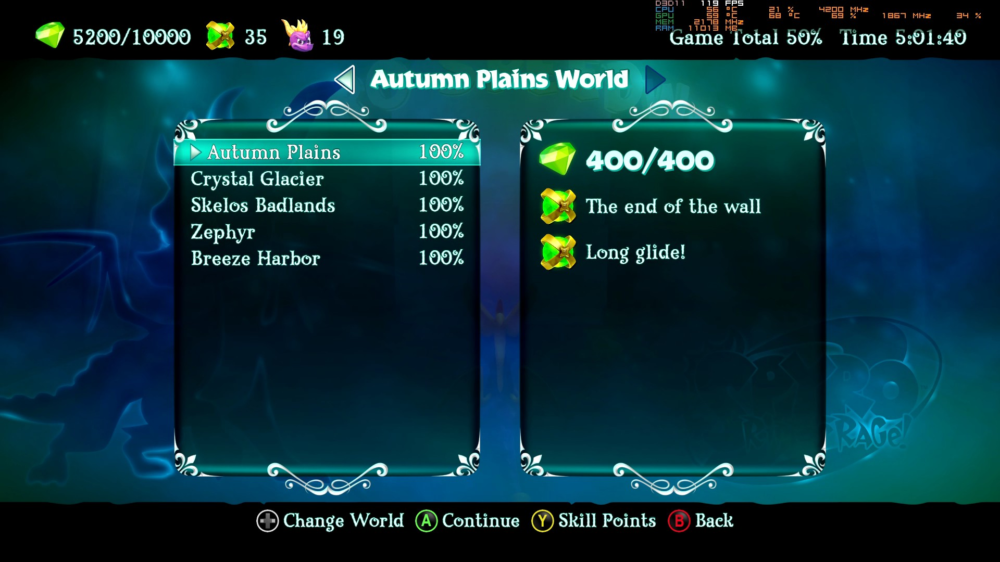 D3D11 119 FPS
CPU 56 °C 21 % 4200 MHz
GPU 59 °C 68 °C 69 % 1867 MHz 34 %
MEM 2178 MHz
RAM 11013 MB
5200/10000 35 19 Game Total 50% Time 5:01:40
Autumn Plains World
Autumn Plains 100%
Crystal Glacier 100%
Skelos Badlands 100%
Zephyr 100%
Breeze Harbor 100%
400/400
The end of the wall
Long glide!
Change World A Continue Y Skill Points B Back